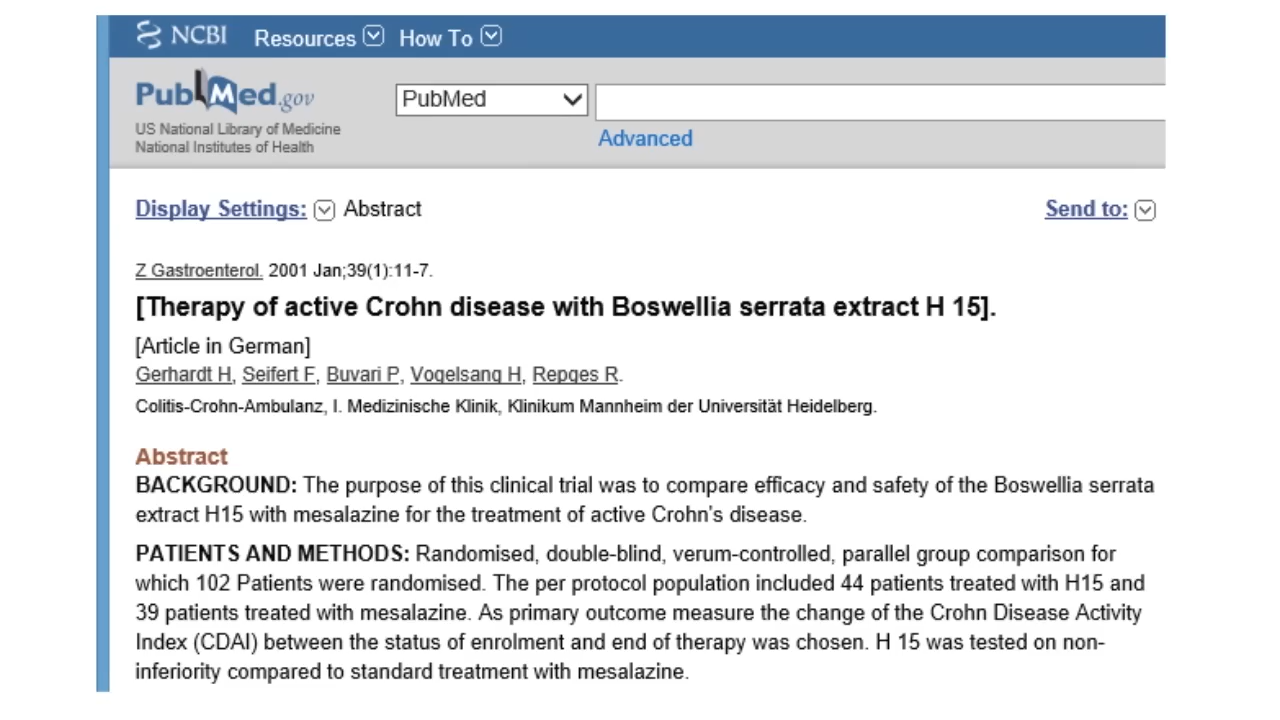 NCBI Resources How To
PubMed.gov
US National Library of Medicine
National Institutes of Health
PubMed
Advanced
Display Settings: Abstract Send to:
Z Gastroenterol. 2001 Jan;39(1):11-7.
[Therapy of active Crohn disease with Boswellia serrata extract H 15].
[Article in German]
Gerhardt H, Seifert F, Buvari P, Vogelsang H, Repges R.
Colitis-Crohn-Ambulanz, I. Medizinische Klinik, Klinikum Mannheim der Universität Heidelberg.
Abstract
BACKGROUND: The purpose of this clinical trial was to compare efficacy and safety of the Boswellia serrata
extract H15 with mesalazine for the treatment of active Crohn's disease.
PATIENTS AND METHODS: Randomised, double-blind, verum-controlled, parallel group comparison for
which 102 Patients were randomised. The per protocol population included 44 patients treated with H15 and
39 patients treated with mesalazine. As primary outcome measure the change of the Crohn Disease Activity
Index (CDAI) between the status of enrolment and end of therapy was chosen. H 15 was tested on non-
inferiority compared to standard treatment with mesalazine.